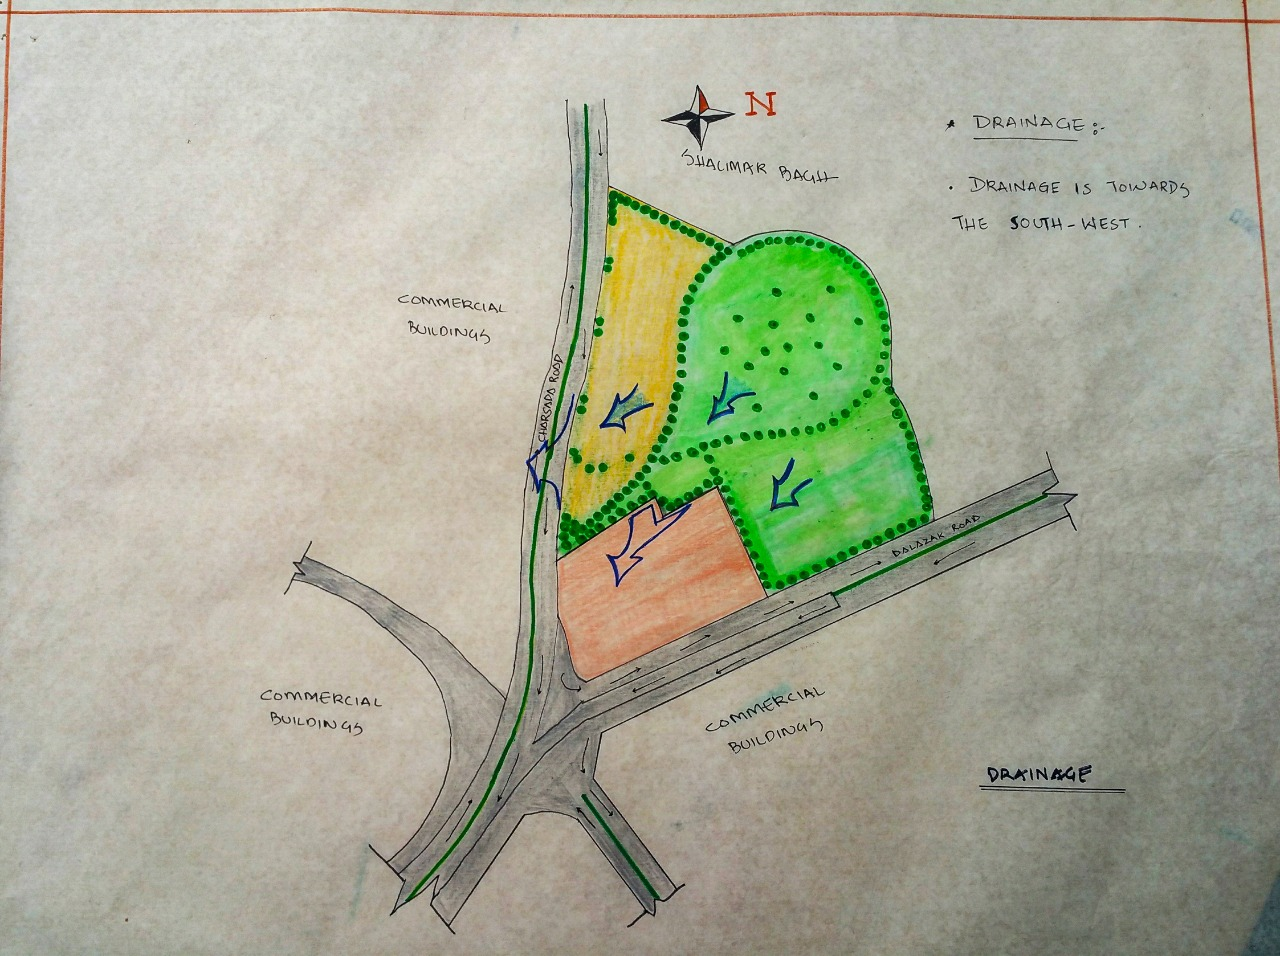 N
SHALIMAR BAGH
* DRAINAGE :-
. DRAINAGE IS TOWARDS
THE SOUTH-WEST.
COMMERCIAL
BUILDINGS
CHARSADA ROOD
DALAZAK ROAD
COMMERCIAL
BUILDINGS
COMMERCIAL
BUILDINGS
DRAINAGE